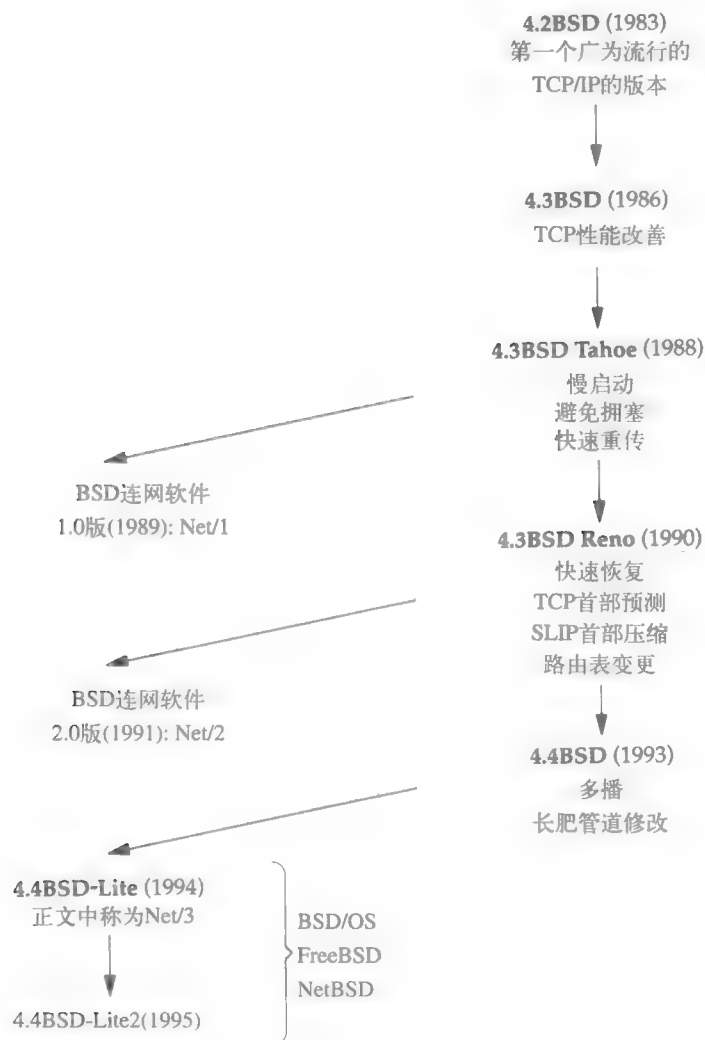 4.2BSD (1983)
第一个广为流行的
TCP/IP的版本
4.3BSD (1986)
TCP性能改善
4.3BSD Tahoe (1988)
慢启动
避免拥塞
快速重传
BSD连网软件
1.0版(1989): Net/1
4.3BSD Reno (1990)
快速恢复
TCP首部预测
SLIP首部压缩
路由表变更
BSD连网软件
2.0版(1991): Net/2
4.4BSD (1993)
多播
长肥管道修改
4.4BSD-Lite (1994)
正文中称为Net/3
BSD/OS
FreeBSD
NetBSD
4.4BSD-Lite2(1995)